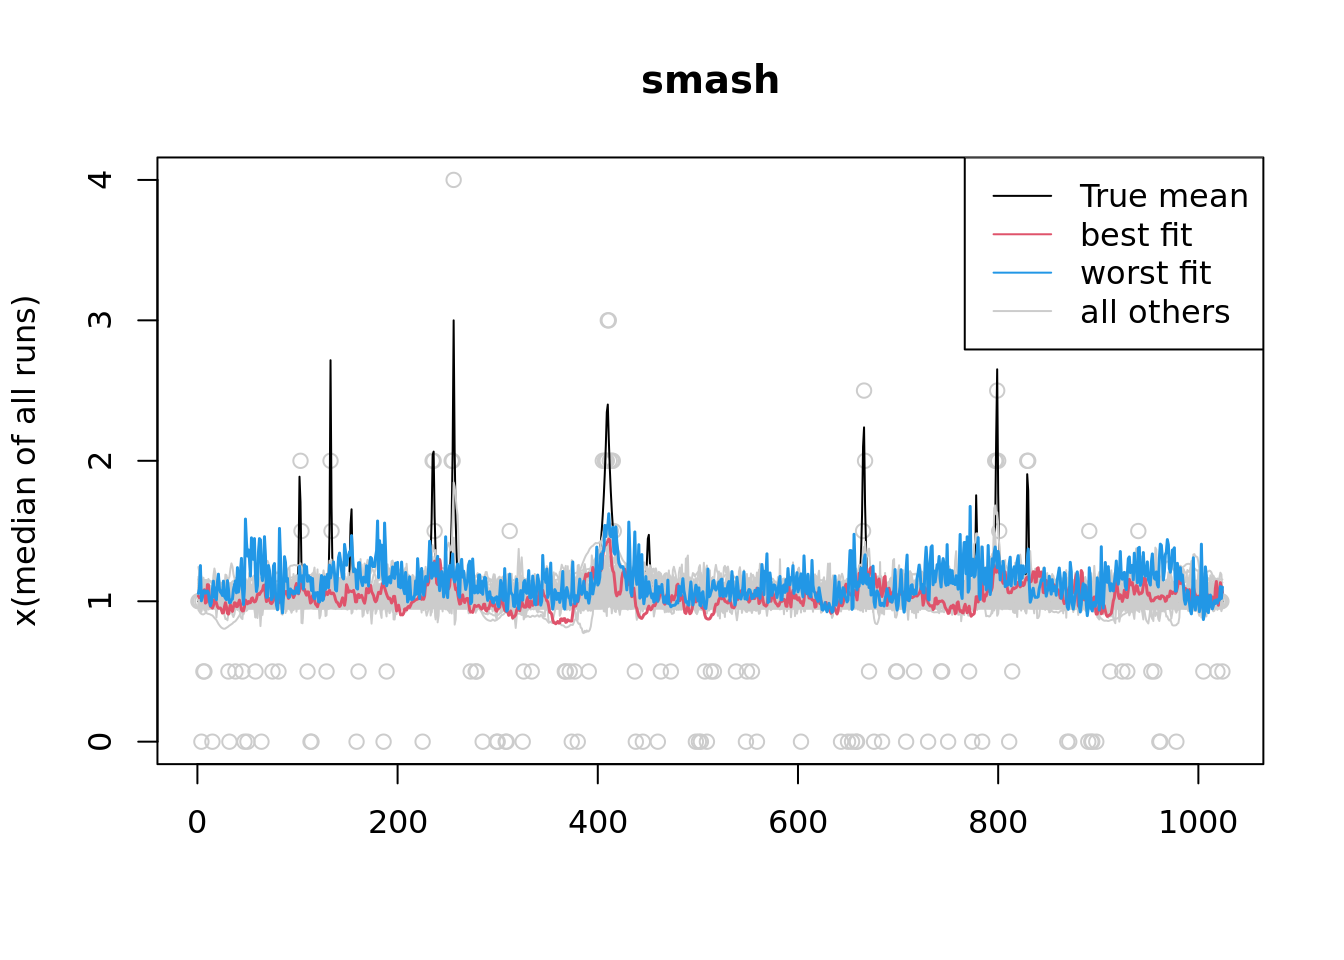 smash
x(median of all runs)
4
3
2
1
0
True mean
best fit
worst fit
all others
0 200 400 600 800 1000